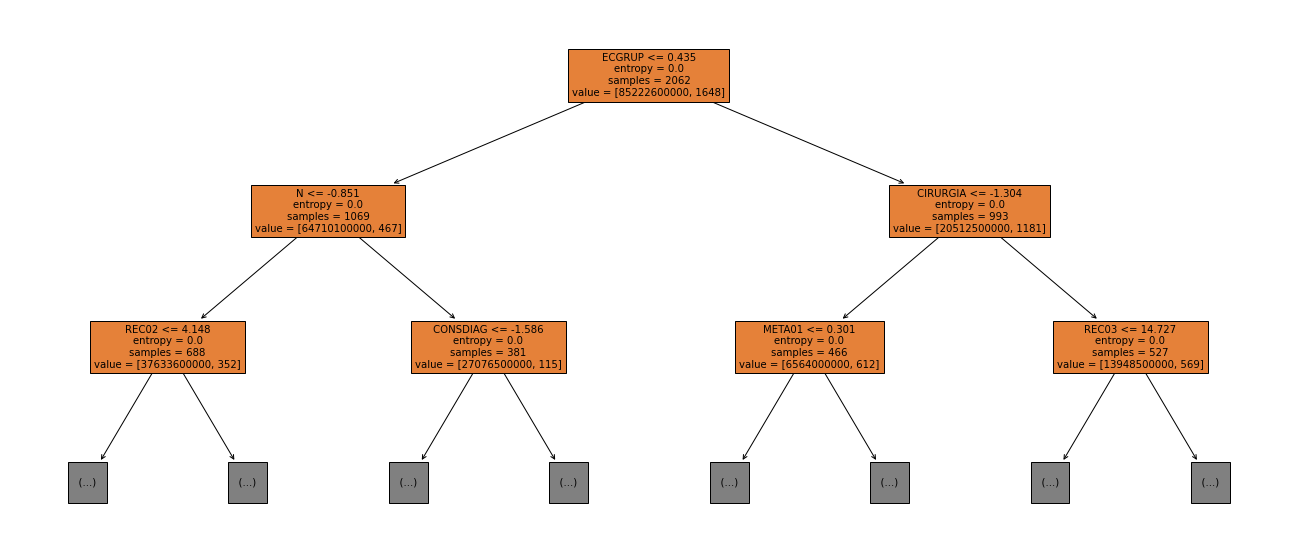 ECGRUP <= 0.435
entropy = 0.0
samples = 2062
value = [85222600000, 1648]
N <= -0.851
entropy = 0.0
samples = 1069
value = [64710100000, 467]
CIRURGIA <= -1.304
entropy = 0.0
samples = 993
value = [20512500000, 1181]
REC02 <= 4.148
entropy = 0.0
samples = 688
value = [37633600000, 352]
CONSDIAG <= -1.586
entropy = 0.0
samples = 381
value = [27076500000, 115]
META01 <= 0.301
entropy = 0.0
samples = 466
value = [6564000000, 612]
REC03 <= 14.727
entropy = 0.0
samples = 527
value = [13948500000, 569]
(...)
(...)
(...)
(...)
(...)
(...)
(...)
(...)